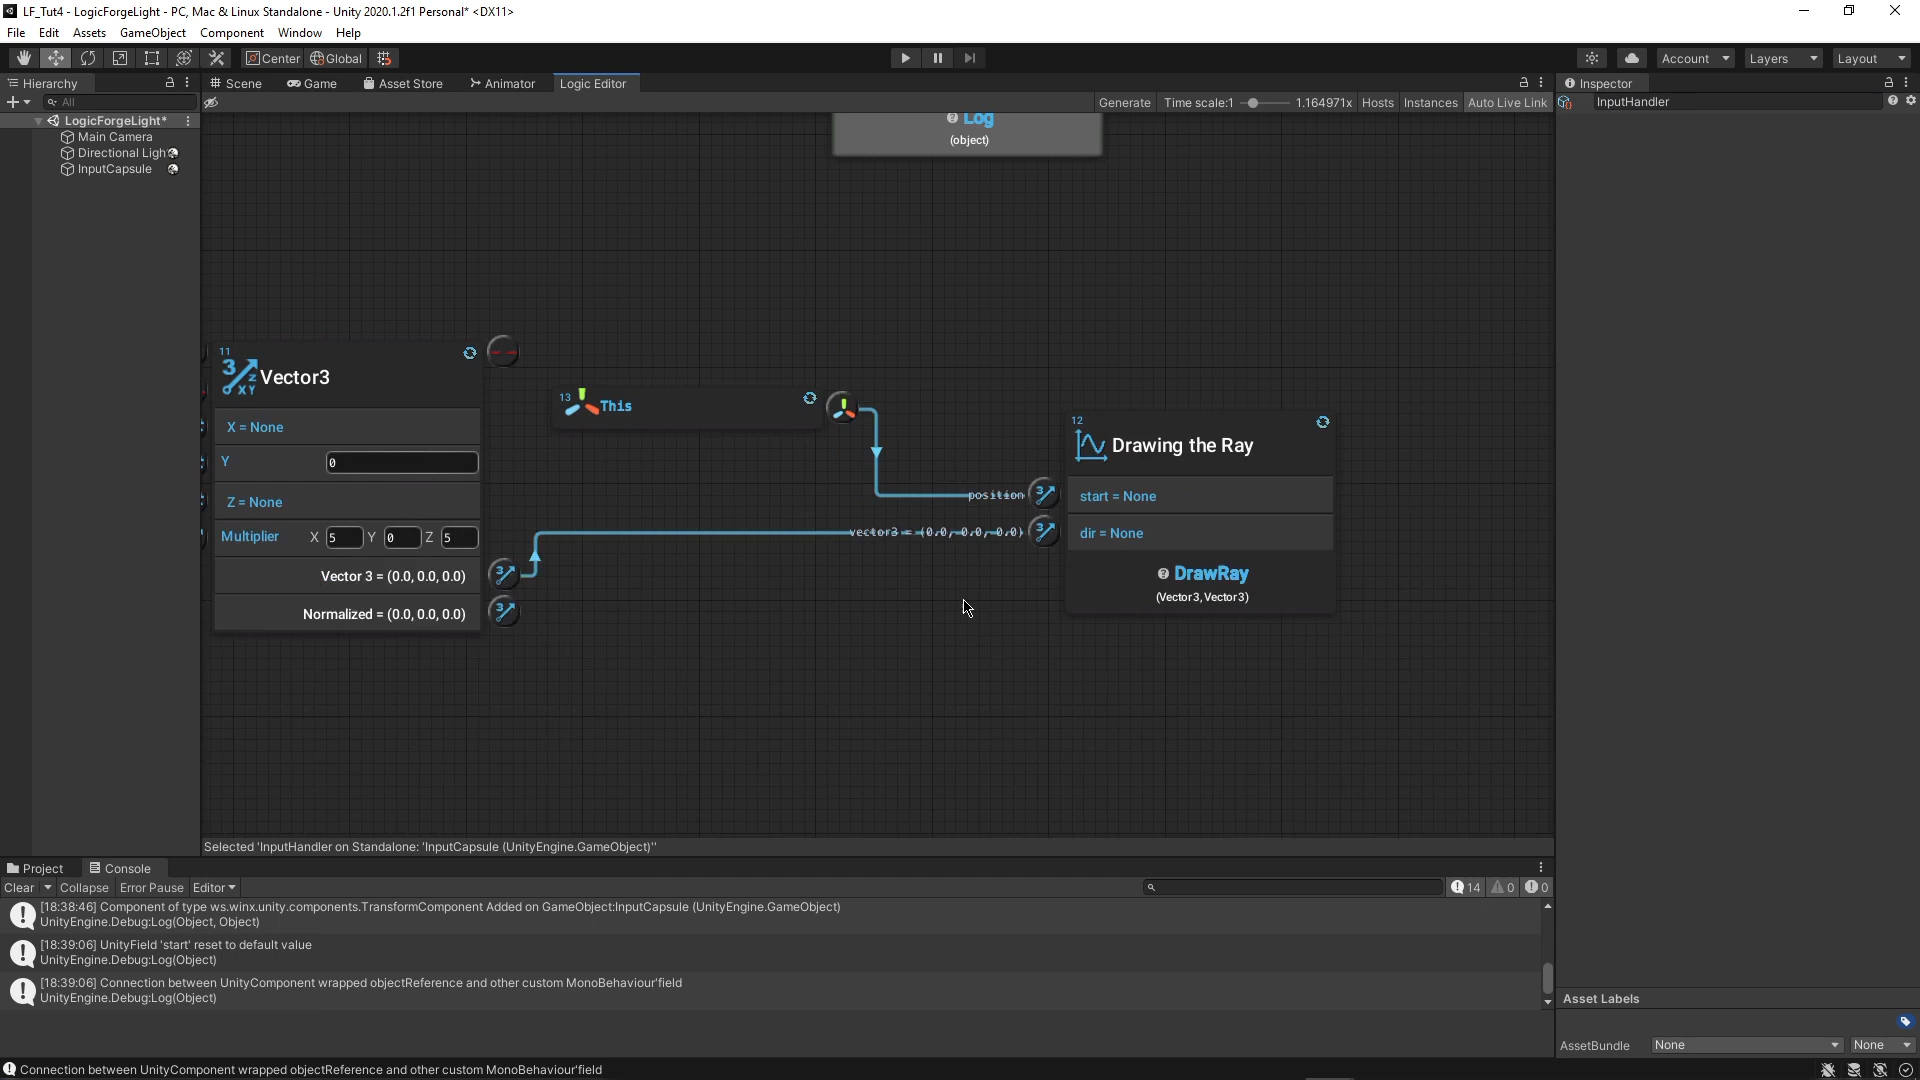 LF_Tut4 - LogicForgeLight - PC, Mac & Linux Standalone - Unity 2020.1.2f1 Personal* <DX11>
File Edit Assets GameObject Component Window Help
Center Global Account Layers Layout
Hierarchy Scene Game Asset Store Animator Logic Editor Inspector
All Generate Time scale:1 1.164971x Hosts Instances Auto Live Link InputHandler
LogicForgeLight*
Main Camera
Directional Ligh
InputCapsule
Log
(object)
11
Vector3
X = None
Y 0
Z = None
Multiplier X 5 Y 0 Z 5
Vector 3 = (0.0, 0.0, 0.0)
Normalized = (0.0, 0.0, 0.0)
13
This
position
vector3 = (0.0, 0.0, 0.0)
12
Drawing the Ray
start = None
dir = None
DrawRay
(Vector3, Vector3)
Selected 'InputHandler on Standalone: 'InputCapsule (UnityEngine.GameObject)''
Project Console
Clear Collapse Error Pause Editor 14 0 0
[18:38:46] Component of type ws.winx.unity.components.TransformComponent Added on GameObject:InputCapsule (UnityEngine.GameObject)
UnityEngine.Debug:Log(Object, Object)
[18:39:06] UnityField 'start' reset to default value
UnityEngine.Debug:Log(Object)
[18:39:06] Connection between UnityComponent wrapped objectReference and other custom MonoBehaviour'field
UnityEngine.Debug:Log(Object)
Asset Labels
AssetBundle None None
Connection between UnityComponent wrapped objectReference and other custom MonoBehaviour'field